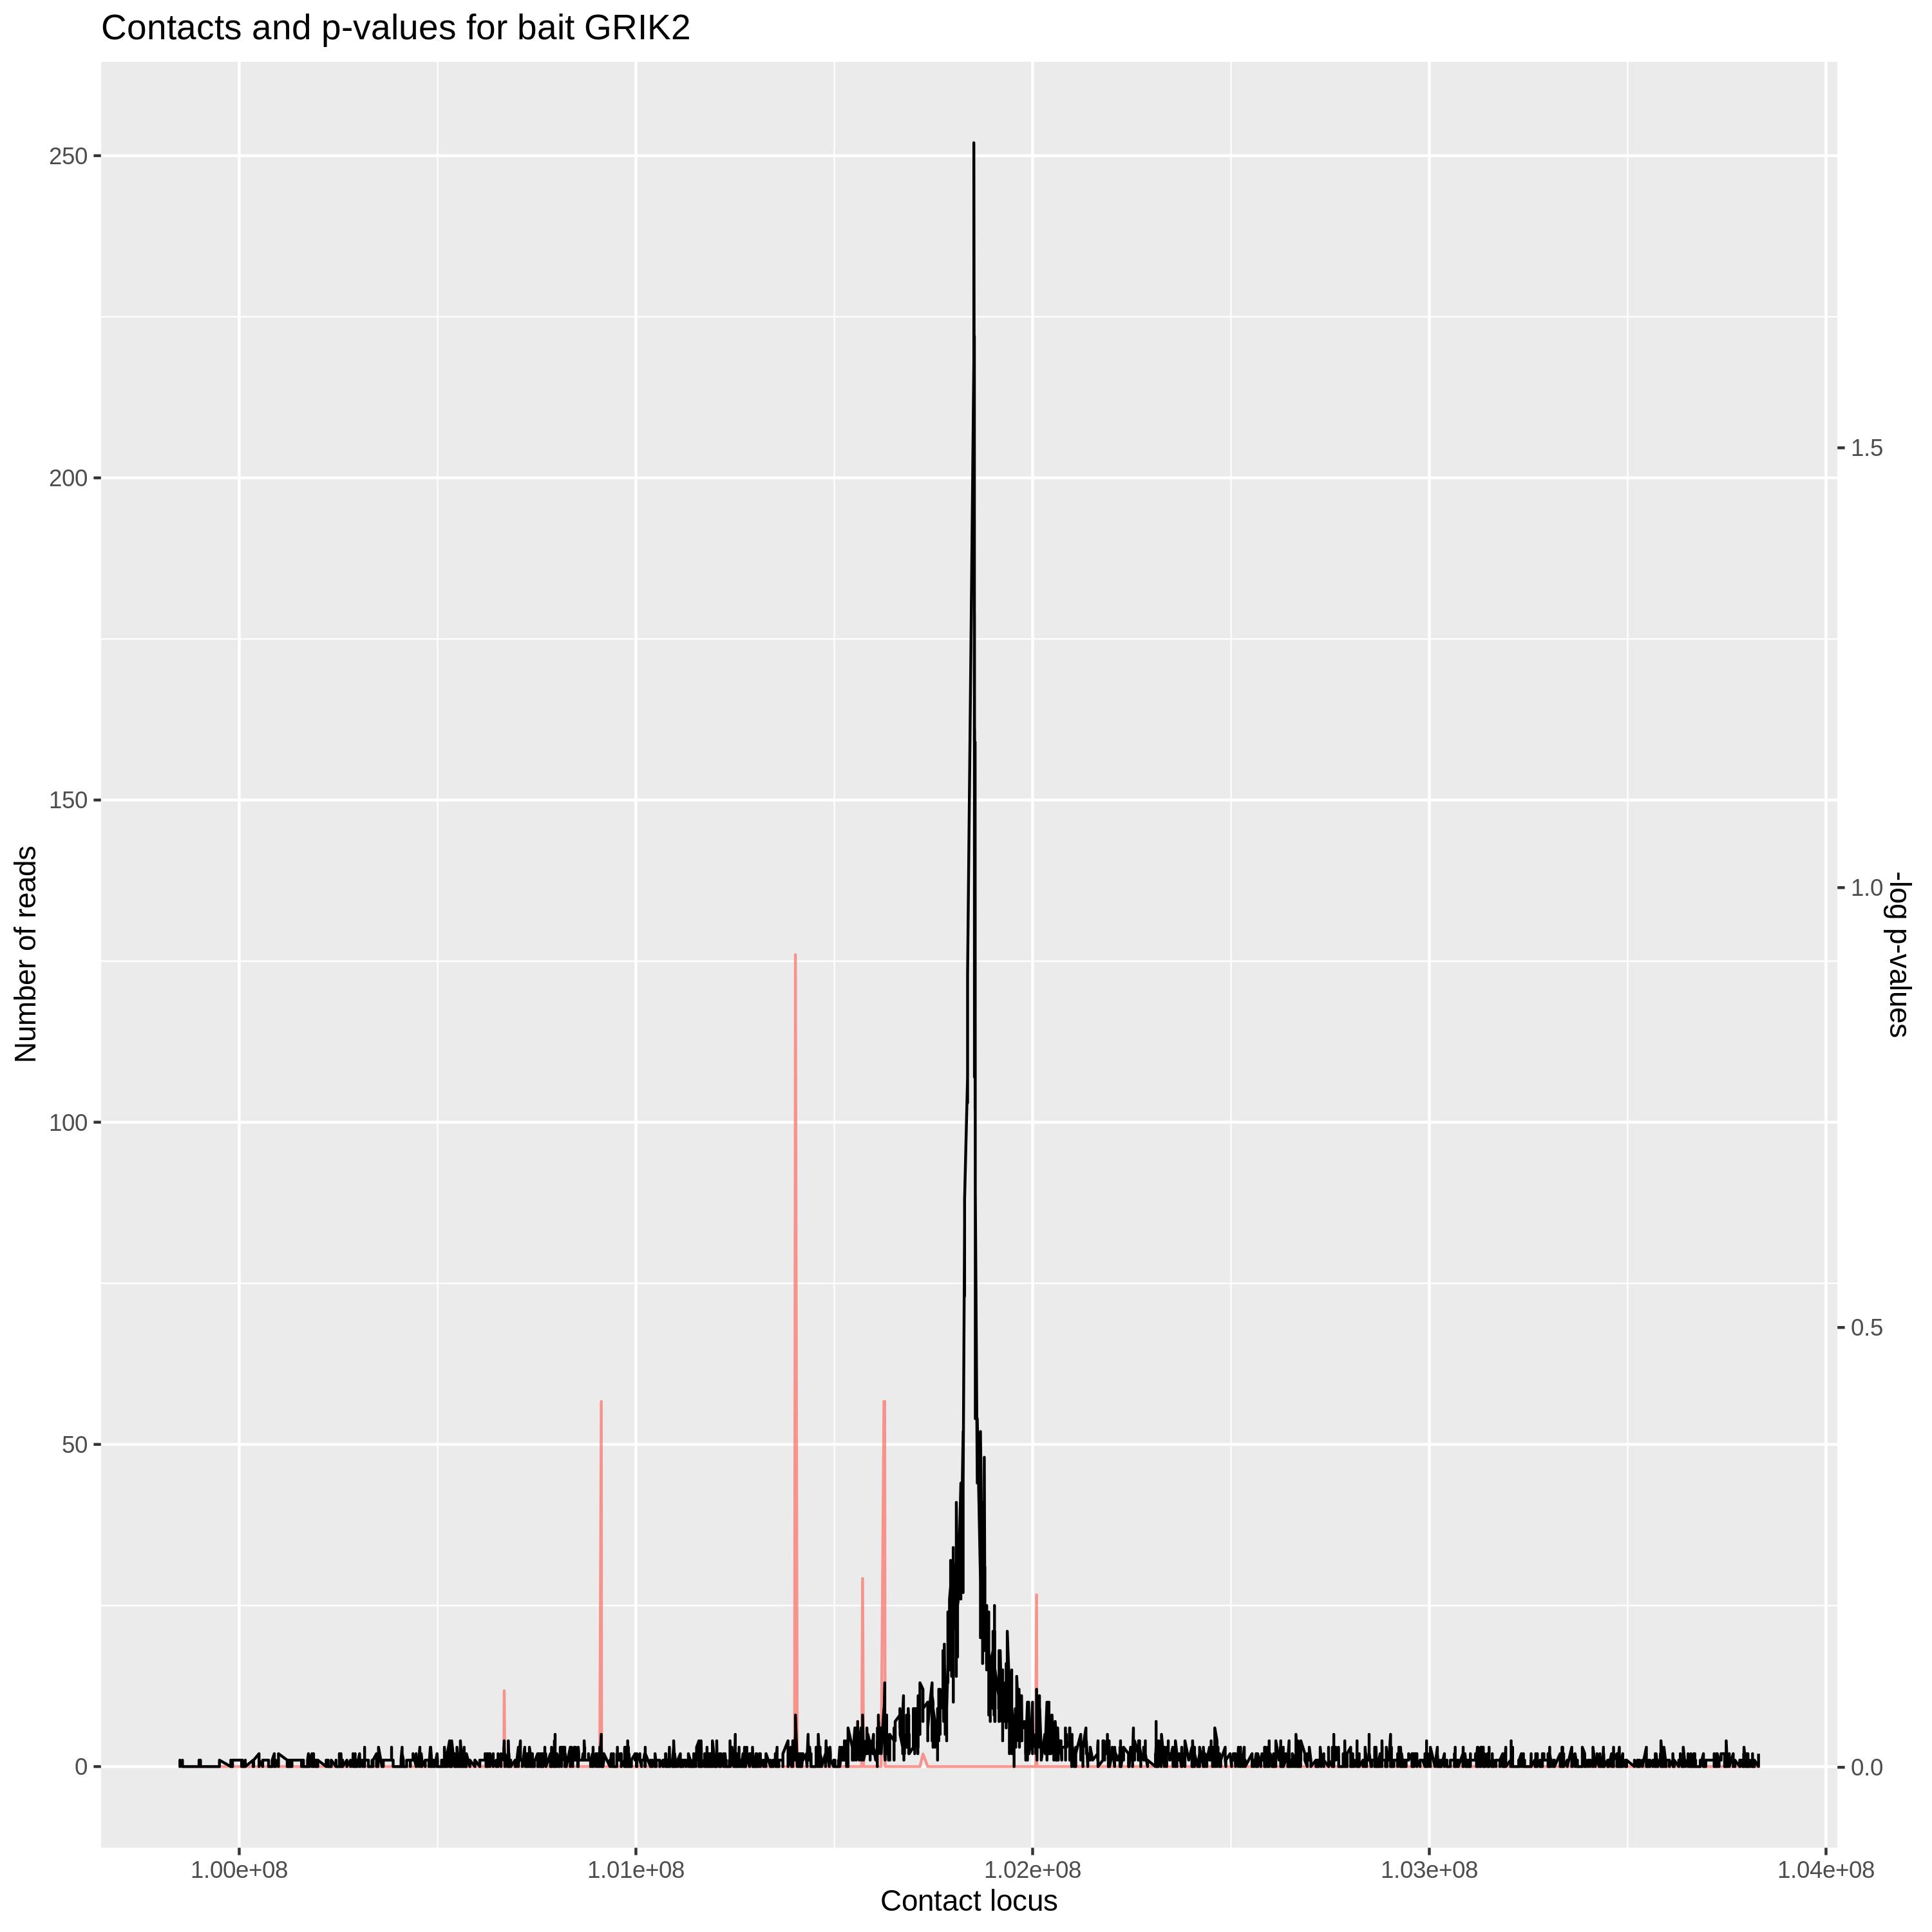 Contacts and p-values for bait GRIK2
250
200
150
100
50
0
Number of reads
1.5
1.0
0.5
0.0
-log p-values
1.00e+08
1.01e+08
1.02e+08
1.03e+08
1.04e+08
Contact locus